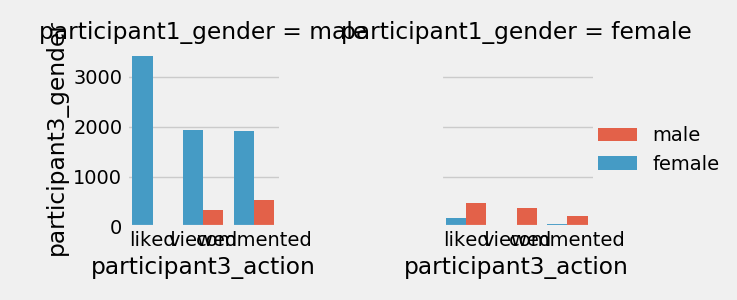 participant1_gender = male
participant1_gender = female
participant3_gender
3000
2000
1000
0
liked
viewed
commented
participant3_action
liked
viewed
commented
participant3_action
male
female